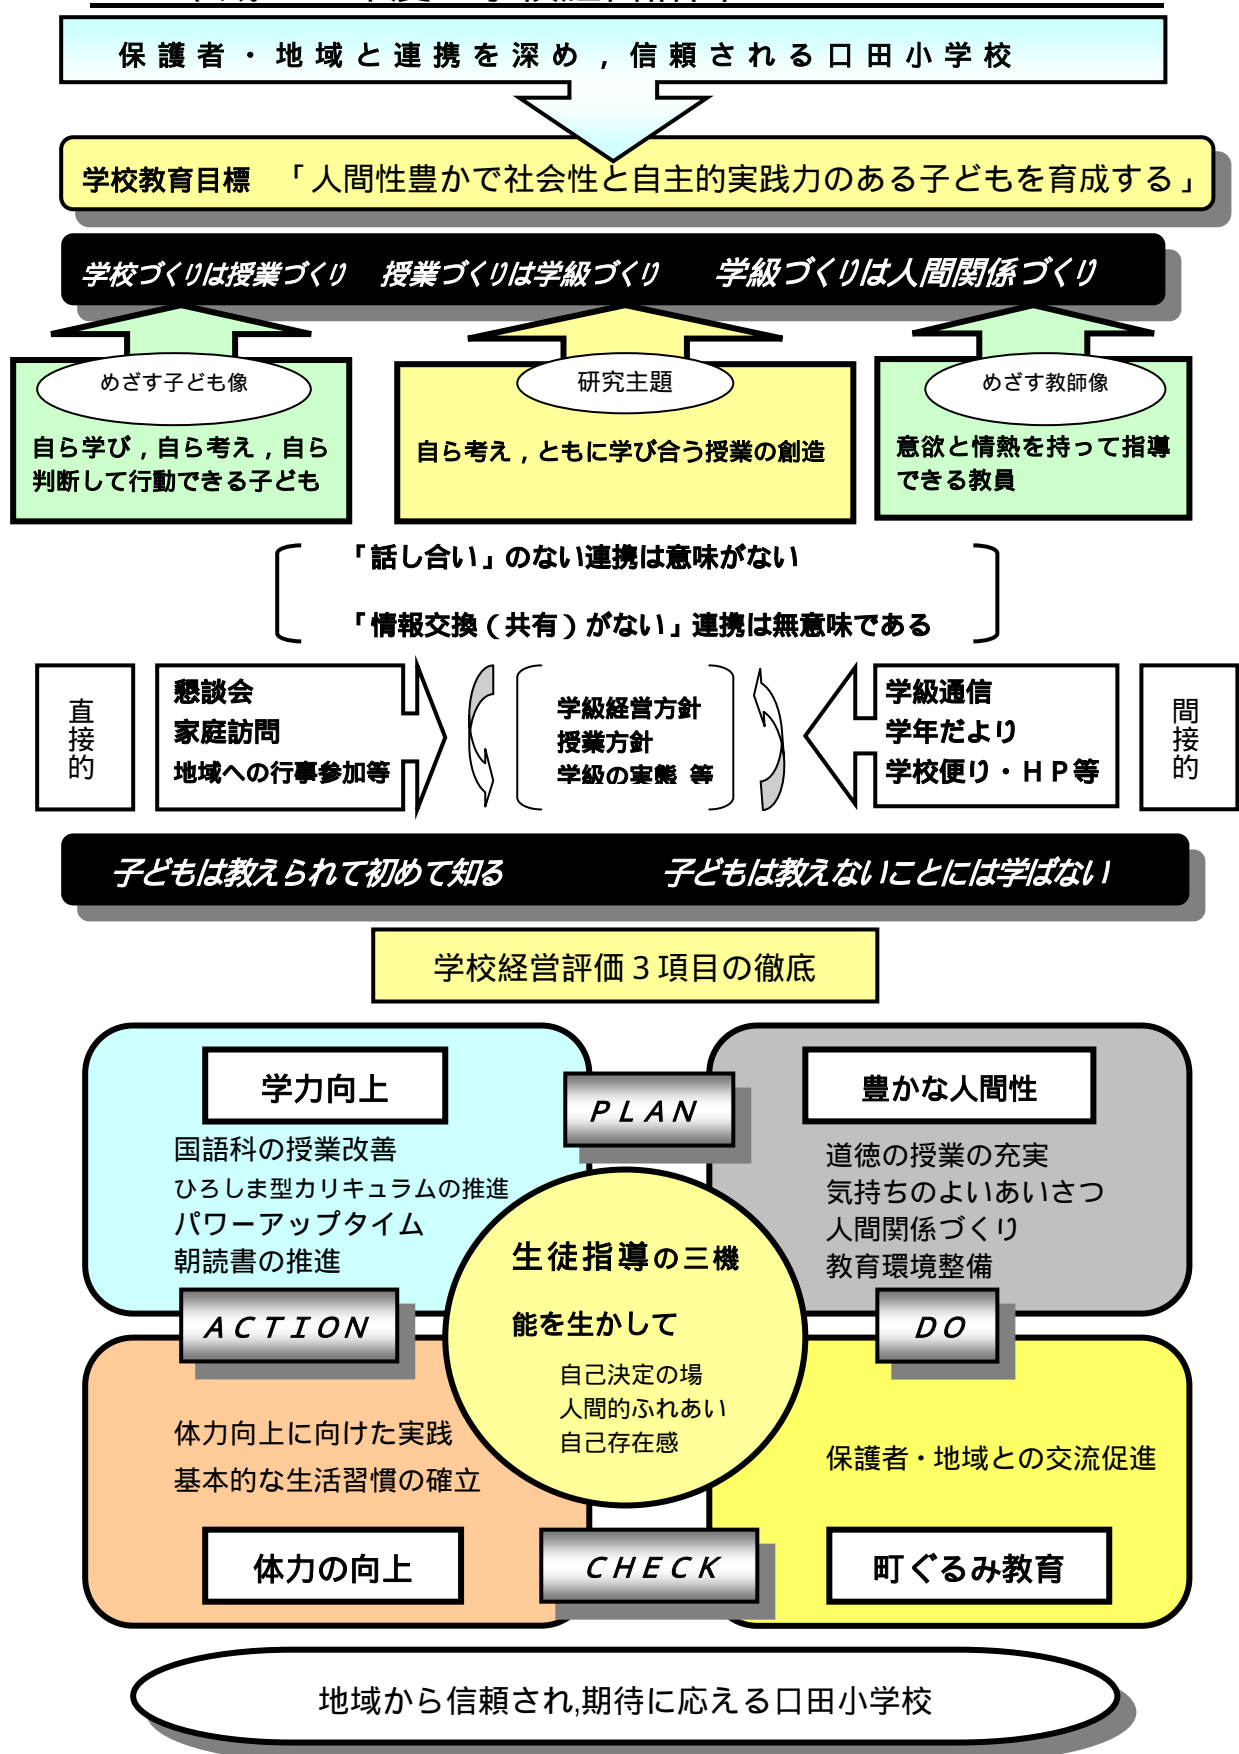 保護者・地域と連携を深め，信頼される口田小学校
学校教育目標　「人間性豊かで社会性と自主的実践力のある子どもを育成する」
学校づくりは授業づくり　授業づくりは学級づくり　学級づくりは人間関係づくり
めざす子ども像
自ら学び，自ら考え，自ら
判断して行動できる子ども
研究主題
自ら考え，ともに学び合う授業の創造
めざす教師像
意欲と情熱を持って指導
できる教員
「話し合い」のない連携は意味がない
「情報交換（共有）がない」連携は無意味である
直接的
懇談会
家庭訪問
地域への行事参加等
学級経営方針
授業方針
学級の実態 等
学級通信
学年だより
学校便り・ＨＰ等
間接的
子どもは教えられて初めて知る　子どもは教えないことには学ばない
学校経営評価３項目の徹底
学力向上
国語科の授業改善
ひろしま型カリキュラムの推進
パワーアップタイム
朝読書の推進
PLAN
豊かな人間性
道徳の授業の充実
気持ちのよいあいさつ
人間関係づくり
教育環境整備
生徒指導の三機
能を生かして
自己決定の場
人間的ふれあい
自己存在感
ACTION
DO
体力向上に向けた実践
基本的な生活習慣の確立
体力の向上
CHECK
保護者・地域との交流促進
町ぐるみ教育
地域から信頼され,期待に応える口田小学校